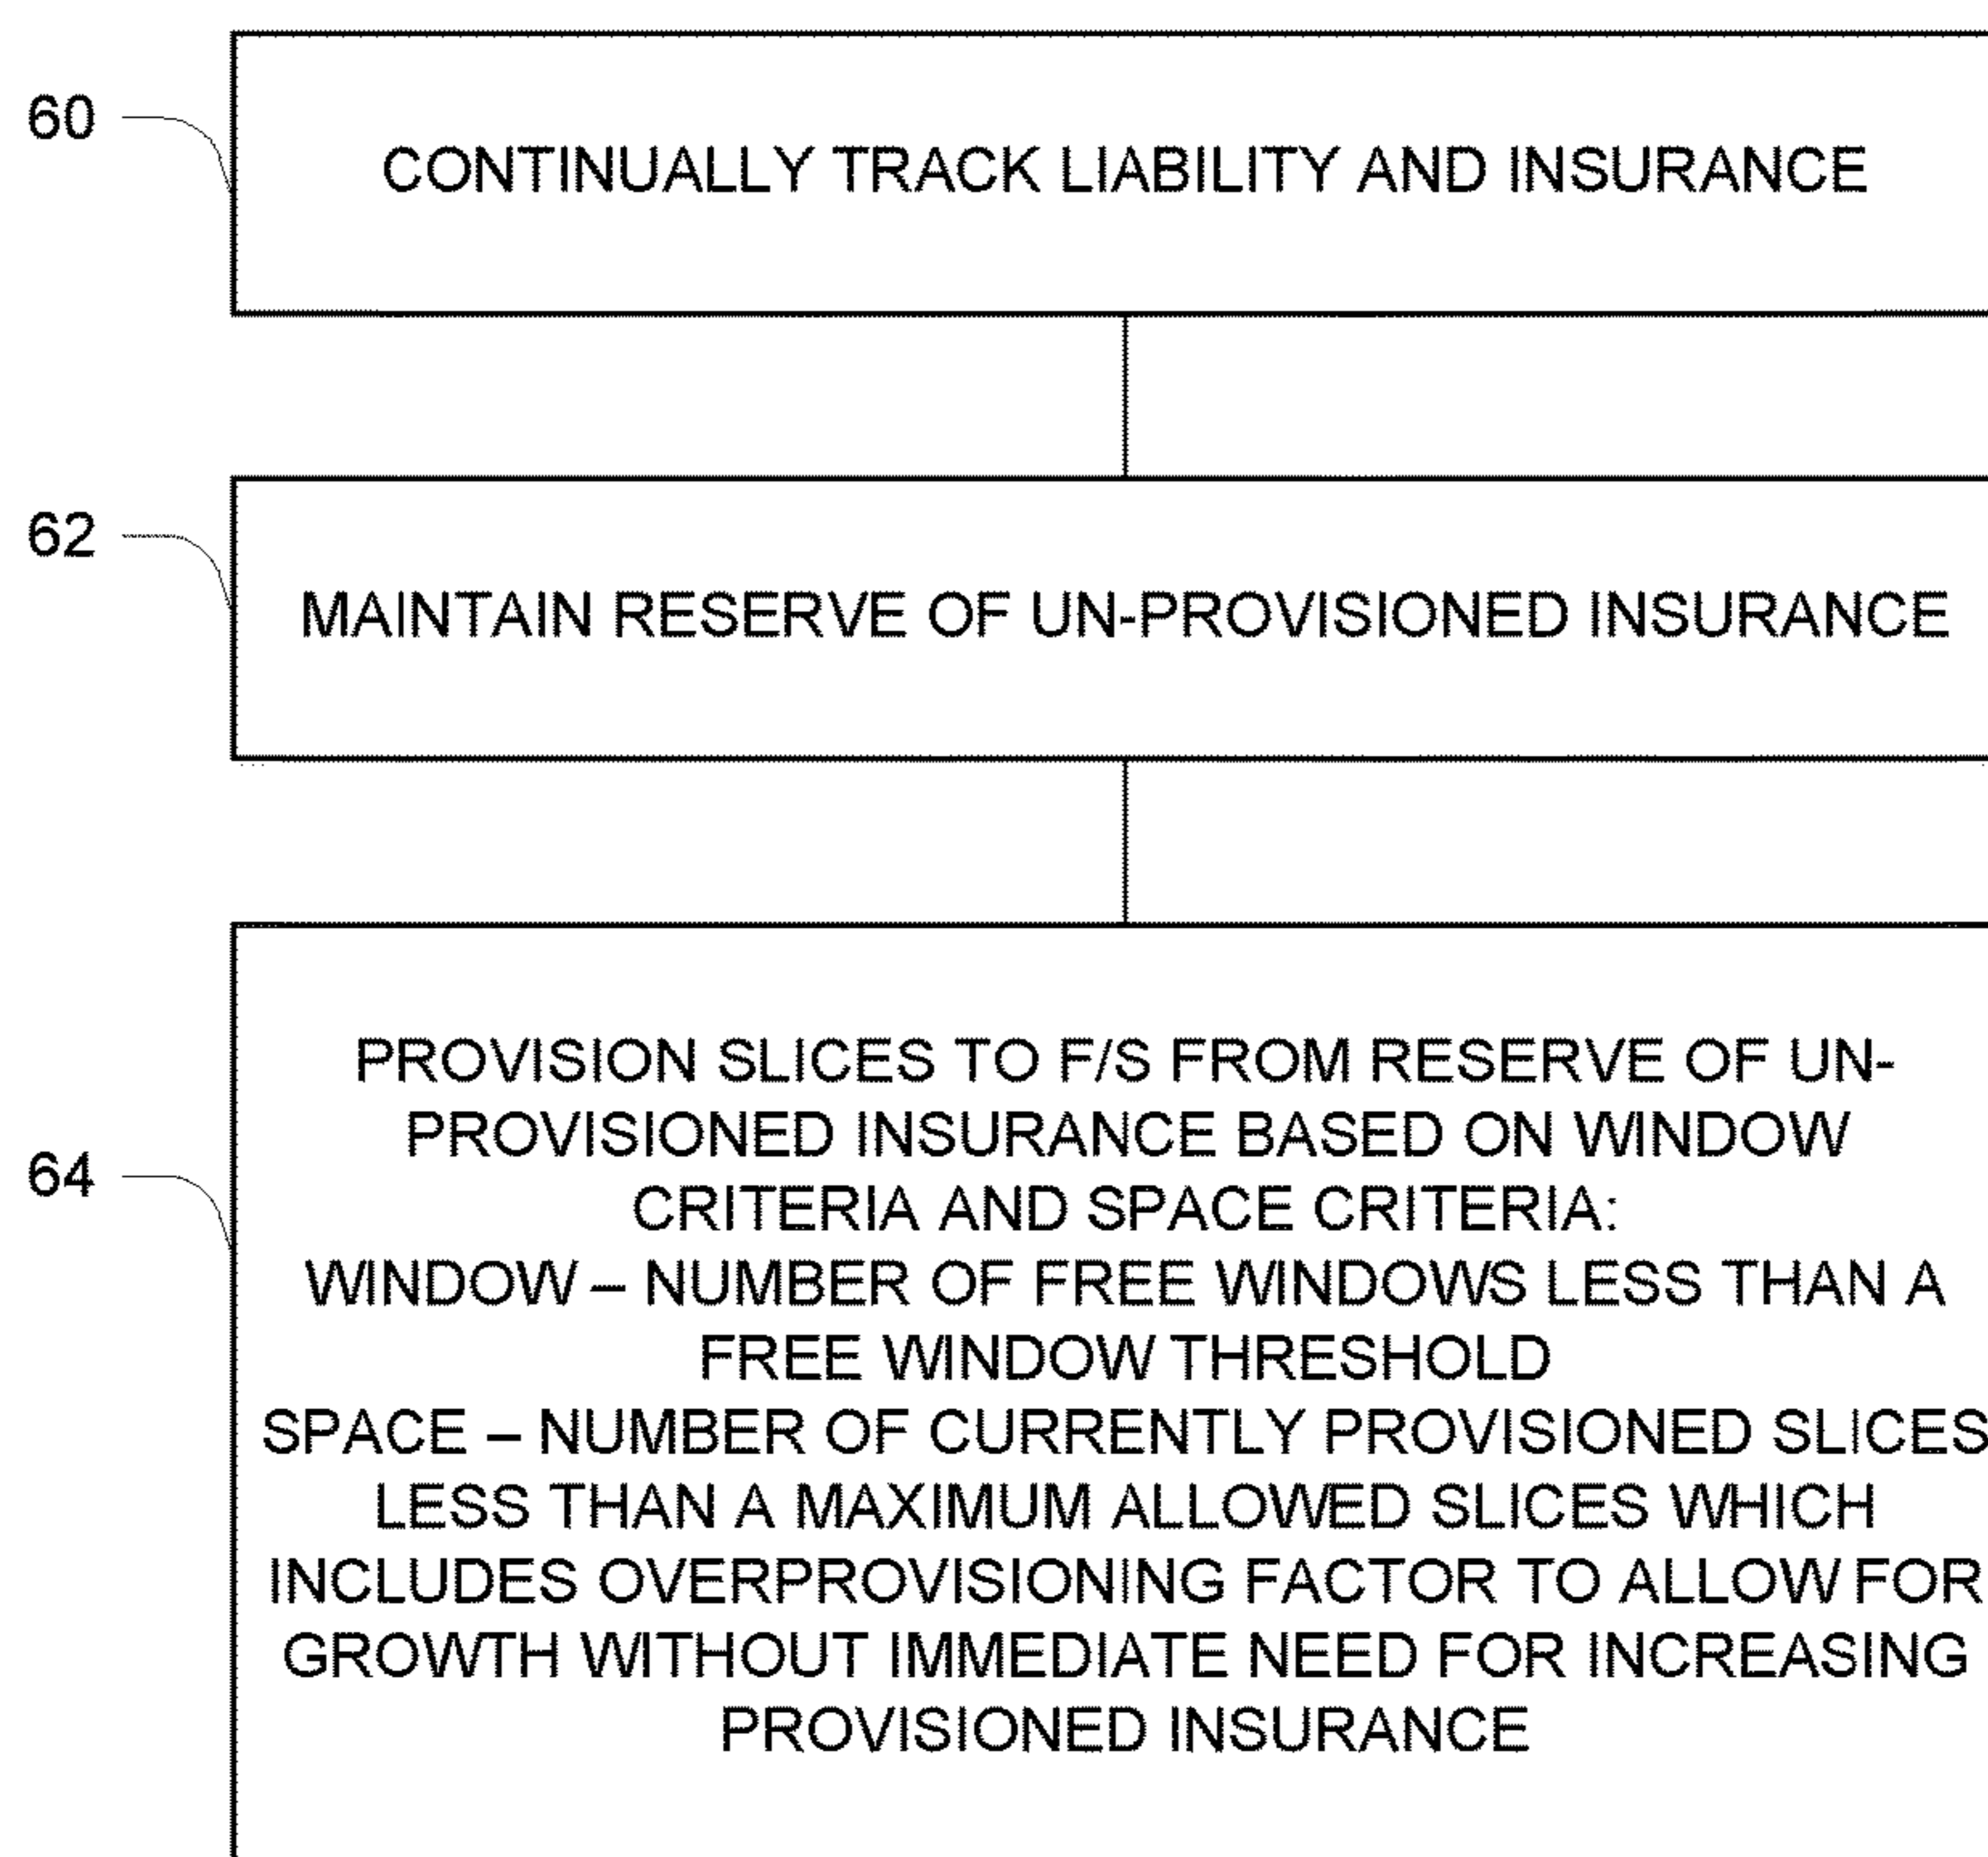 60
CONTINUALLY TRACK LIABILITY AND INSURANCE
62
MAINTAIN RESERVE OF UN-PROVISIONED INSURANCE
64
PROVISION SLICES TO F/S FROM RESERVE OF UN-
PROVISIONED INSURANCE BASED ON WINDOW
CRITERIA AND SPACE CRITERIA:
WINDOW – NUMBER OF FREE WINDOWS LESS THAN A
FREE WINDOW THRESHOLD
SPACE – NUMBER OF CURRENTLY PROVISIONED SLICES
LESS THAN A MAXIMUM ALLOWED SLICES WHICH
INCLUDES OVERPROVISIONING FACTOR TO ALLOW FOR
GROWTH WITHOUT IMMEDIATE NEED FOR INCREASING
PROVISIONED INSURANCE